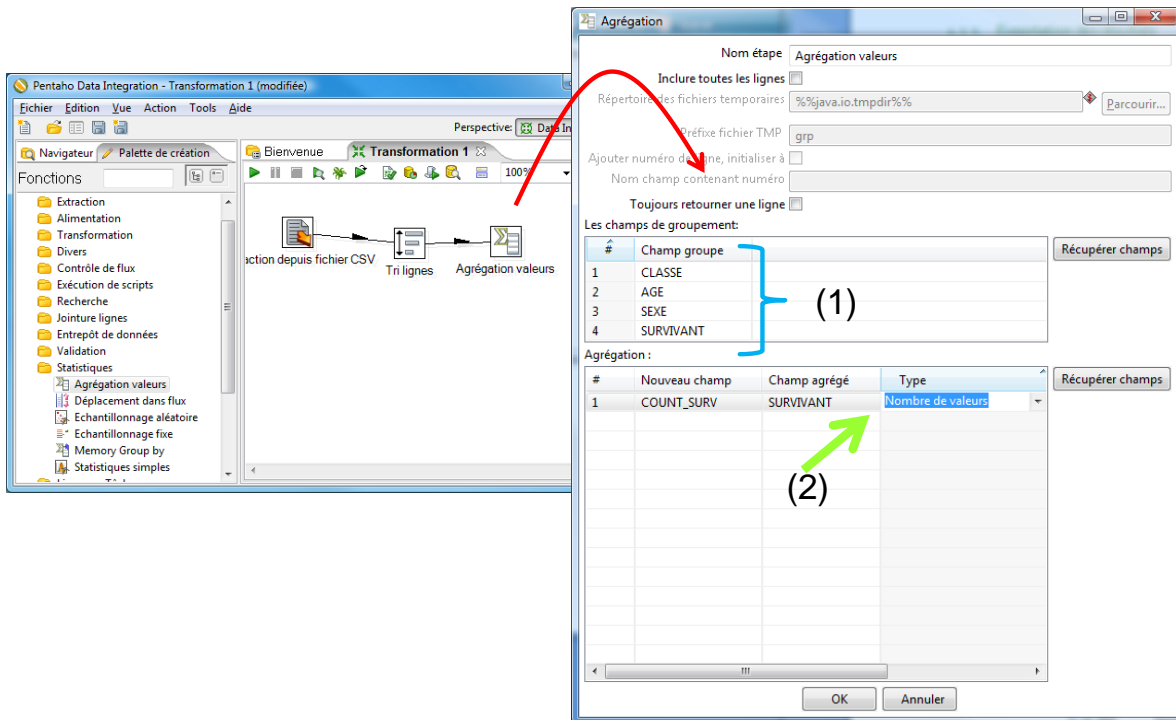 Pentaho Data Integration - Transformation 1 (modifiée)
Fichier Edition Vue Action Tools Aide
Perspective: Data In
Navigateur Palette de création
Fonctions
Extraction
Alimentation
Transformation
Divers
Contrôle de flux
Exécution de scripts
Recherche
Jointure lignes
Entrepôt de données
Validation
Statistiques
Agrégation valeurs
Déplacement dans flux
Echantillonnage aléatoire
Echantillonnage fixe
Memory Group by
Statistiques simples
Bienvenue Transformation 1
100%
action depuis fichier CSV
Tri lignes
Agrégation valeurs
Agrégation
Nom étape Agrégation valeurs
Inclure toutes les lignes
Répertoire des fichiers temporaires %%java.io.tmpdir%% Parcourir...
Préfixe fichier TMP grp
Ajouter numéro de ligne, initialiser à
Nom champ contenant numéro
Toujours retourner une ligne
Les champs de groupement:
# Champ groupe Récupérer champs
1 CLASSE
2 AGE
3 SEXE
4 SURVIVANT
(1)
Agrégation :
# Nouveau champ Champ agrégé Type Récupérer champs
1 COUNT_SURV SURVIVANT Nombre de valeurs
(2)
OK Annuler